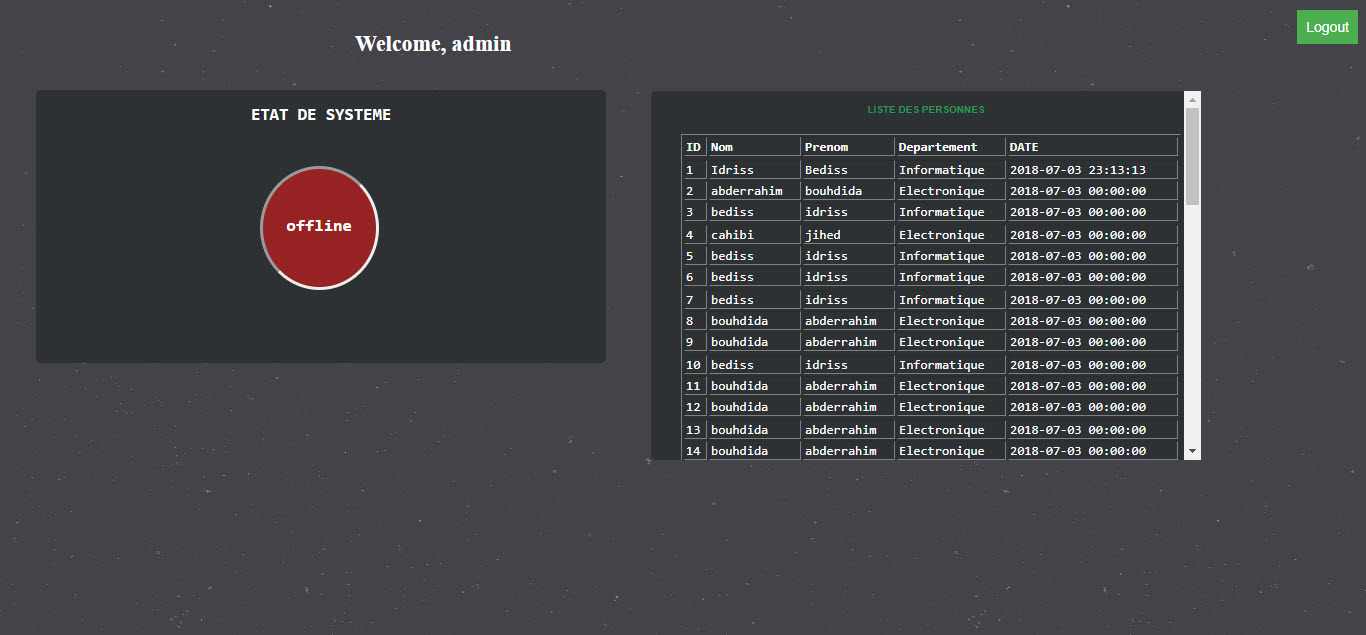 Logout
Welcome, admin
ETAT DE SYSTEME
offline
LISTE DES PERSONNES
ID Nom Prenom Departement DATE
1 Idriss Bediss Informatique 2018-07-03 23:13:13
2 abderrahim bouhdida Electronique 2018-07-03 00:00:00
3 bediss idriss Informatique 2018-07-03 00:00:00
4 cahibi jihed Electronique 2018-07-03 00:00:00
5 bediss idriss Informatique 2018-07-03 00:00:00
6 bediss idriss Informatique 2018-07-03 00:00:00
7 bediss idriss Informatique 2018-07-03 00:00:00
8 bouhdida abderrahim Electronique 2018-07-03 00:00:00
9 bouhdida abderrahim Electronique 2018-07-03 00:00:00
10 bediss idriss Informatique 2018-07-03 00:00:00
11 bouhdida abderrahim Electronique 2018-07-03 00:00:00
12 bouhdida abderrahim Electronique 2018-07-03 00:00:00
13 bouhdida abderrahim Electronique 2018-07-03 00:00:00
14 bouhdida abderrahim Electronique 2018-07-03 00:00:00